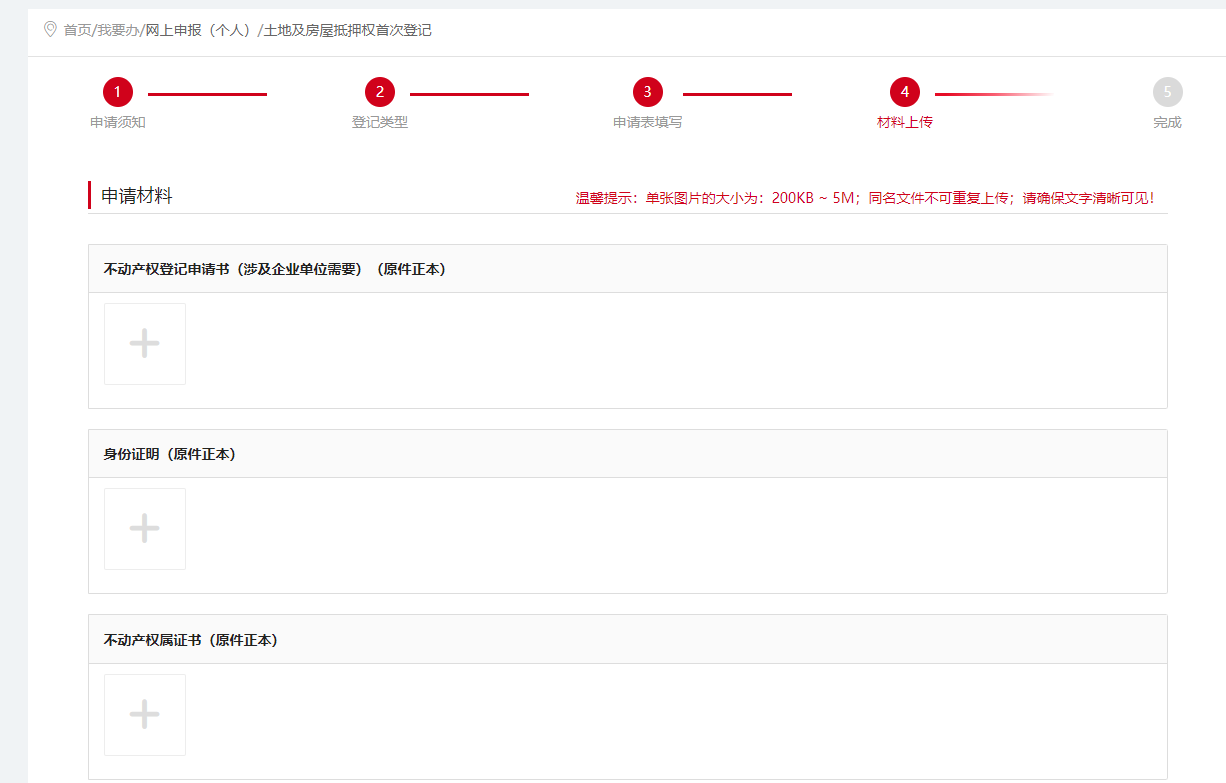 首页/我要办/网上申报（个人）/土地及房屋抵押权首次登记
1 2 3 4 5
申请须知 登记类型 申请表填写 材料上传 完成
申请材料 温馨提示：单张图片的大小为：200KB ~ 5M；同名文件不可重复上传；请确保文字清晰可见！
不动产权登记申请书（涉及企业单位需要）（原件正本）
身份证明（原件正本）
不动产权属证书（原件正本）